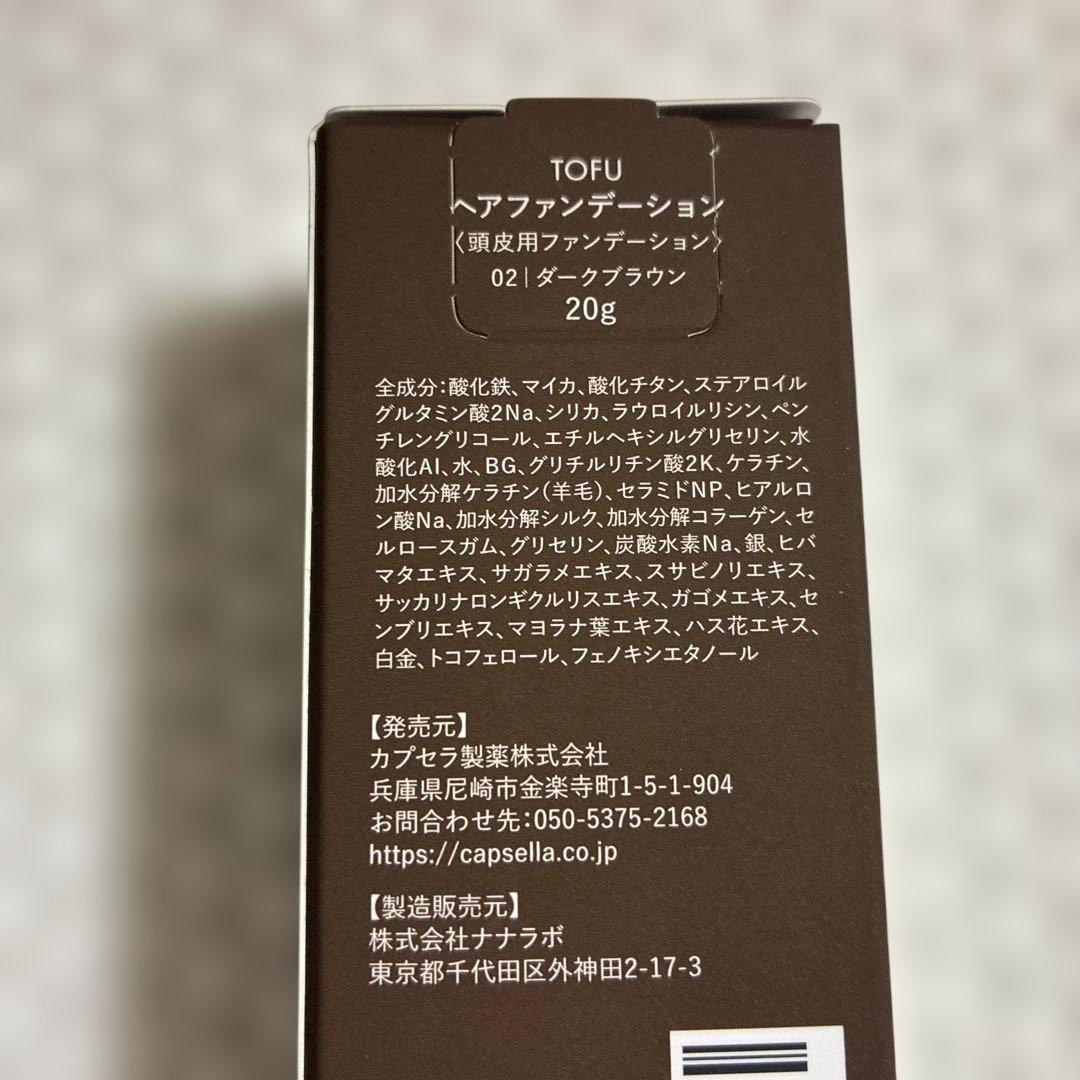 TOFU
ヘアファンデーション
〈頭皮用ファンデーション〉
02|ダークブラウン
20g
全成分：酸化鉄、マイカ、酸化チタン、ステアロイル
グルタミン酸2Na、シリカ、ラウロイルリシン、ペン
チレングリコール、エチルヘキシルグリセリン、水
酸化Al、水、BG、グリチルリチン酸2K、ケラチン、
加水分解ケラチン(羊毛)、セラミドNP、ヒアルロ
ン酸Na、加水分解シルク、加水分解コラーゲン、セ
ルロースガム、グリセリン、炭酸水素Na、銀、ヒバ
マタエキス、サガラメエキス、スサビノリエキス、
サッカリナロンギクルリスエキス、ガゴメエキス、セ
ンブリエキス、マヨラナ葉エキス、ハス花エキス、
白金、トコフェロール、フェノキシエタノール
【発売元】
カプセラ製薬株式会社
兵庫県尼崎市金楽寺町1-5-1-904
お問合わせ先：050-5375-2168
https://capsella.co.jp
【製造販売元】
株式会社ナナラボ
東京都千代田区外神田2-17-3